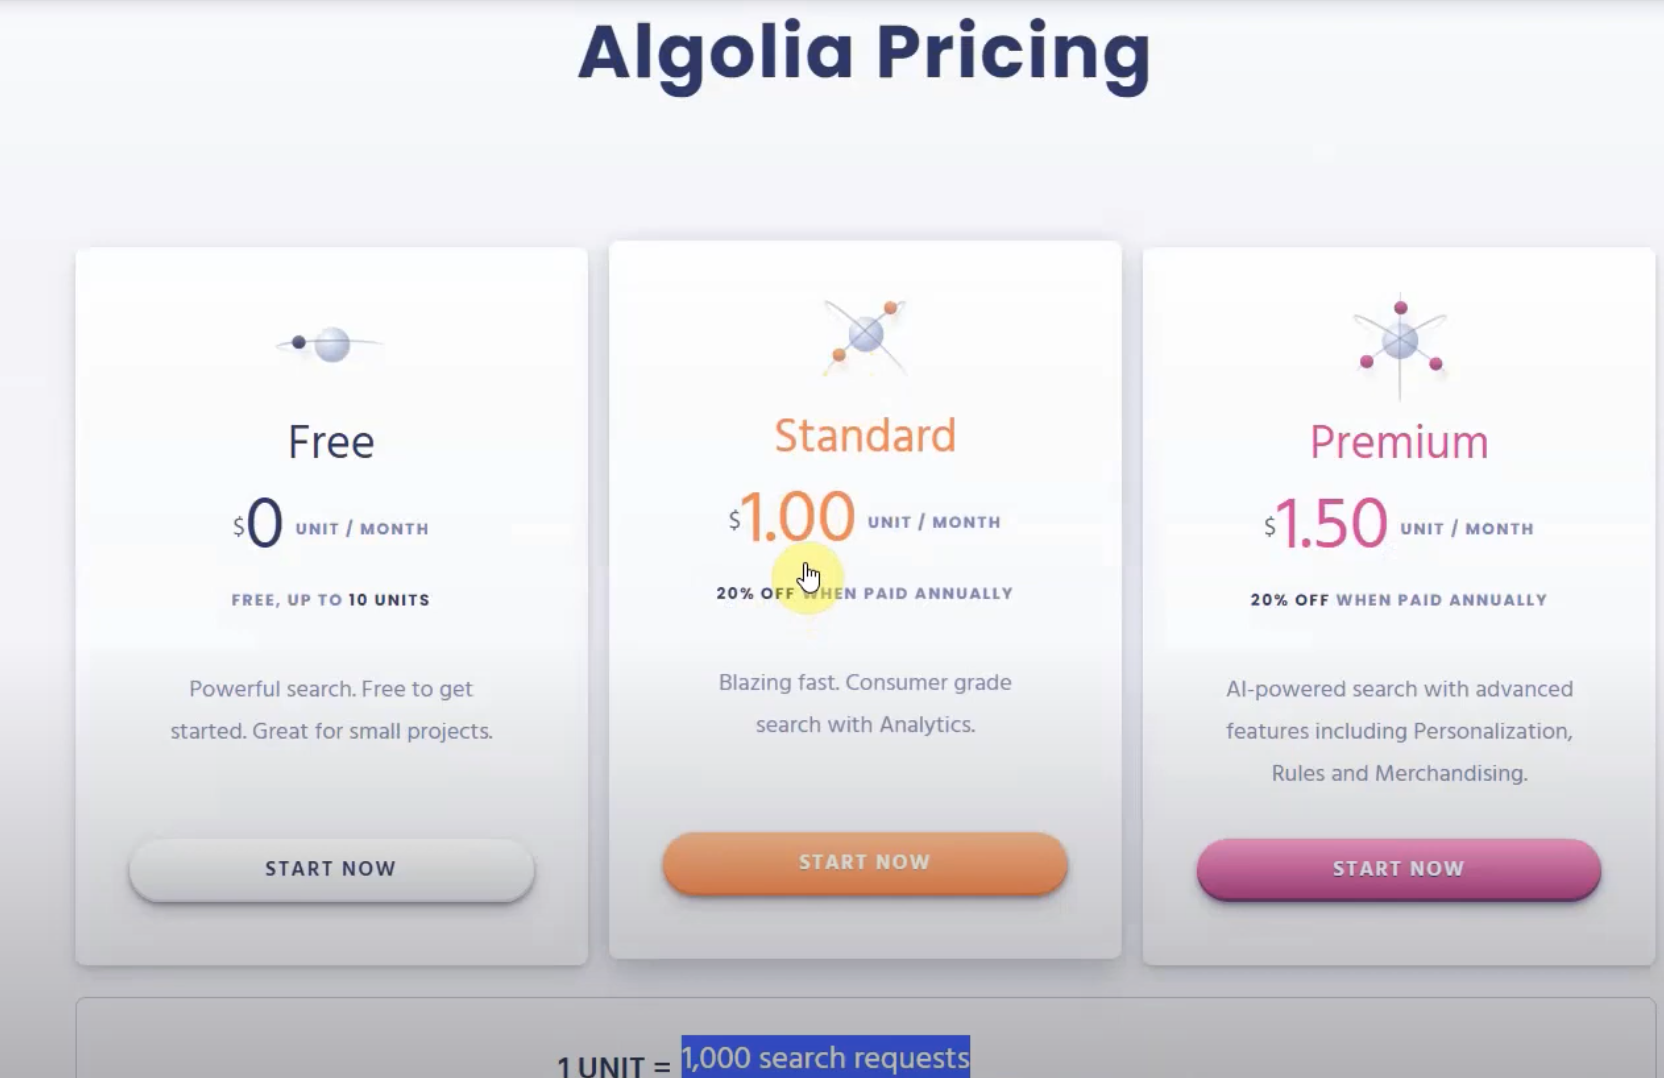 Algolia Pricing
Free
$0 UNIT / MONTH
FREE, UP TO 10 UNITS
Powerful search. Free to get
started. Great for small projects.
START NOW
Standard
$1.00 UNIT / MONTH
20% OFF WHEN PAID ANNUALLY
Blazing fast. Consumer grade
search with Analytics.
START NOW
Premium
$1.50 UNIT / MONTH
20% OFF WHEN PAID ANNUALLY
AI-powered search with advanced
features including Personalization,
Rules and Merchandising.
START NOW
1 UNIT = 1,000 search requests